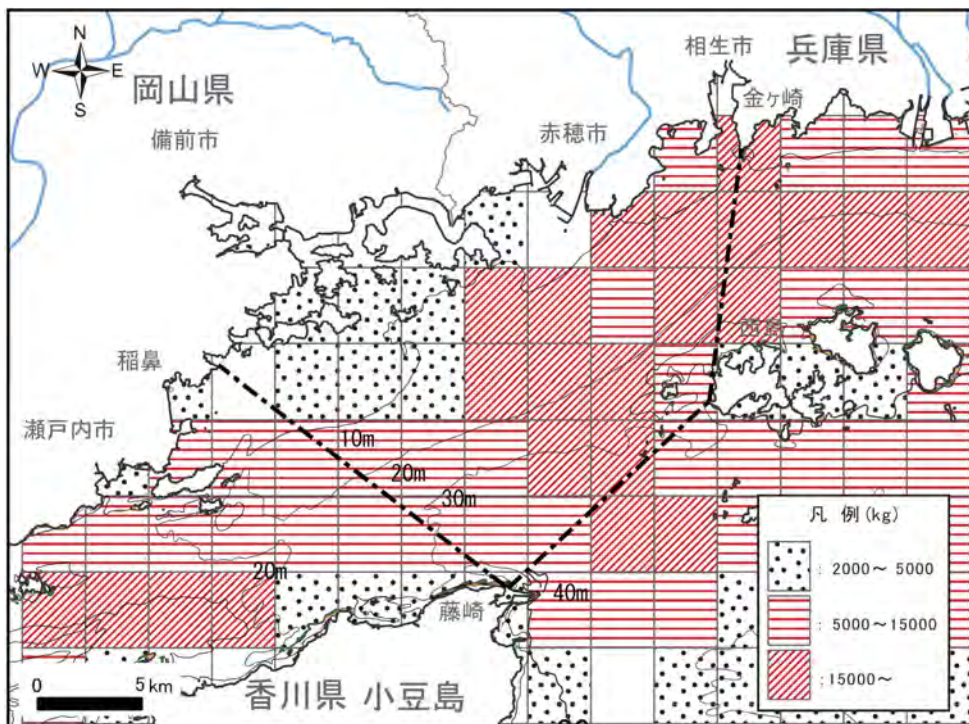 N
W E
S
岡山県
備前市
相生市
兵庫県
金ヶ崎
赤穂市
西島
稲鼻
瀬戸内市
10m
20m
30m
20m
40m
藤崎
香川県 小豆島
0 5km
凡 例(kg)
: 2000～ 5000
: 5000～15000
:15000～